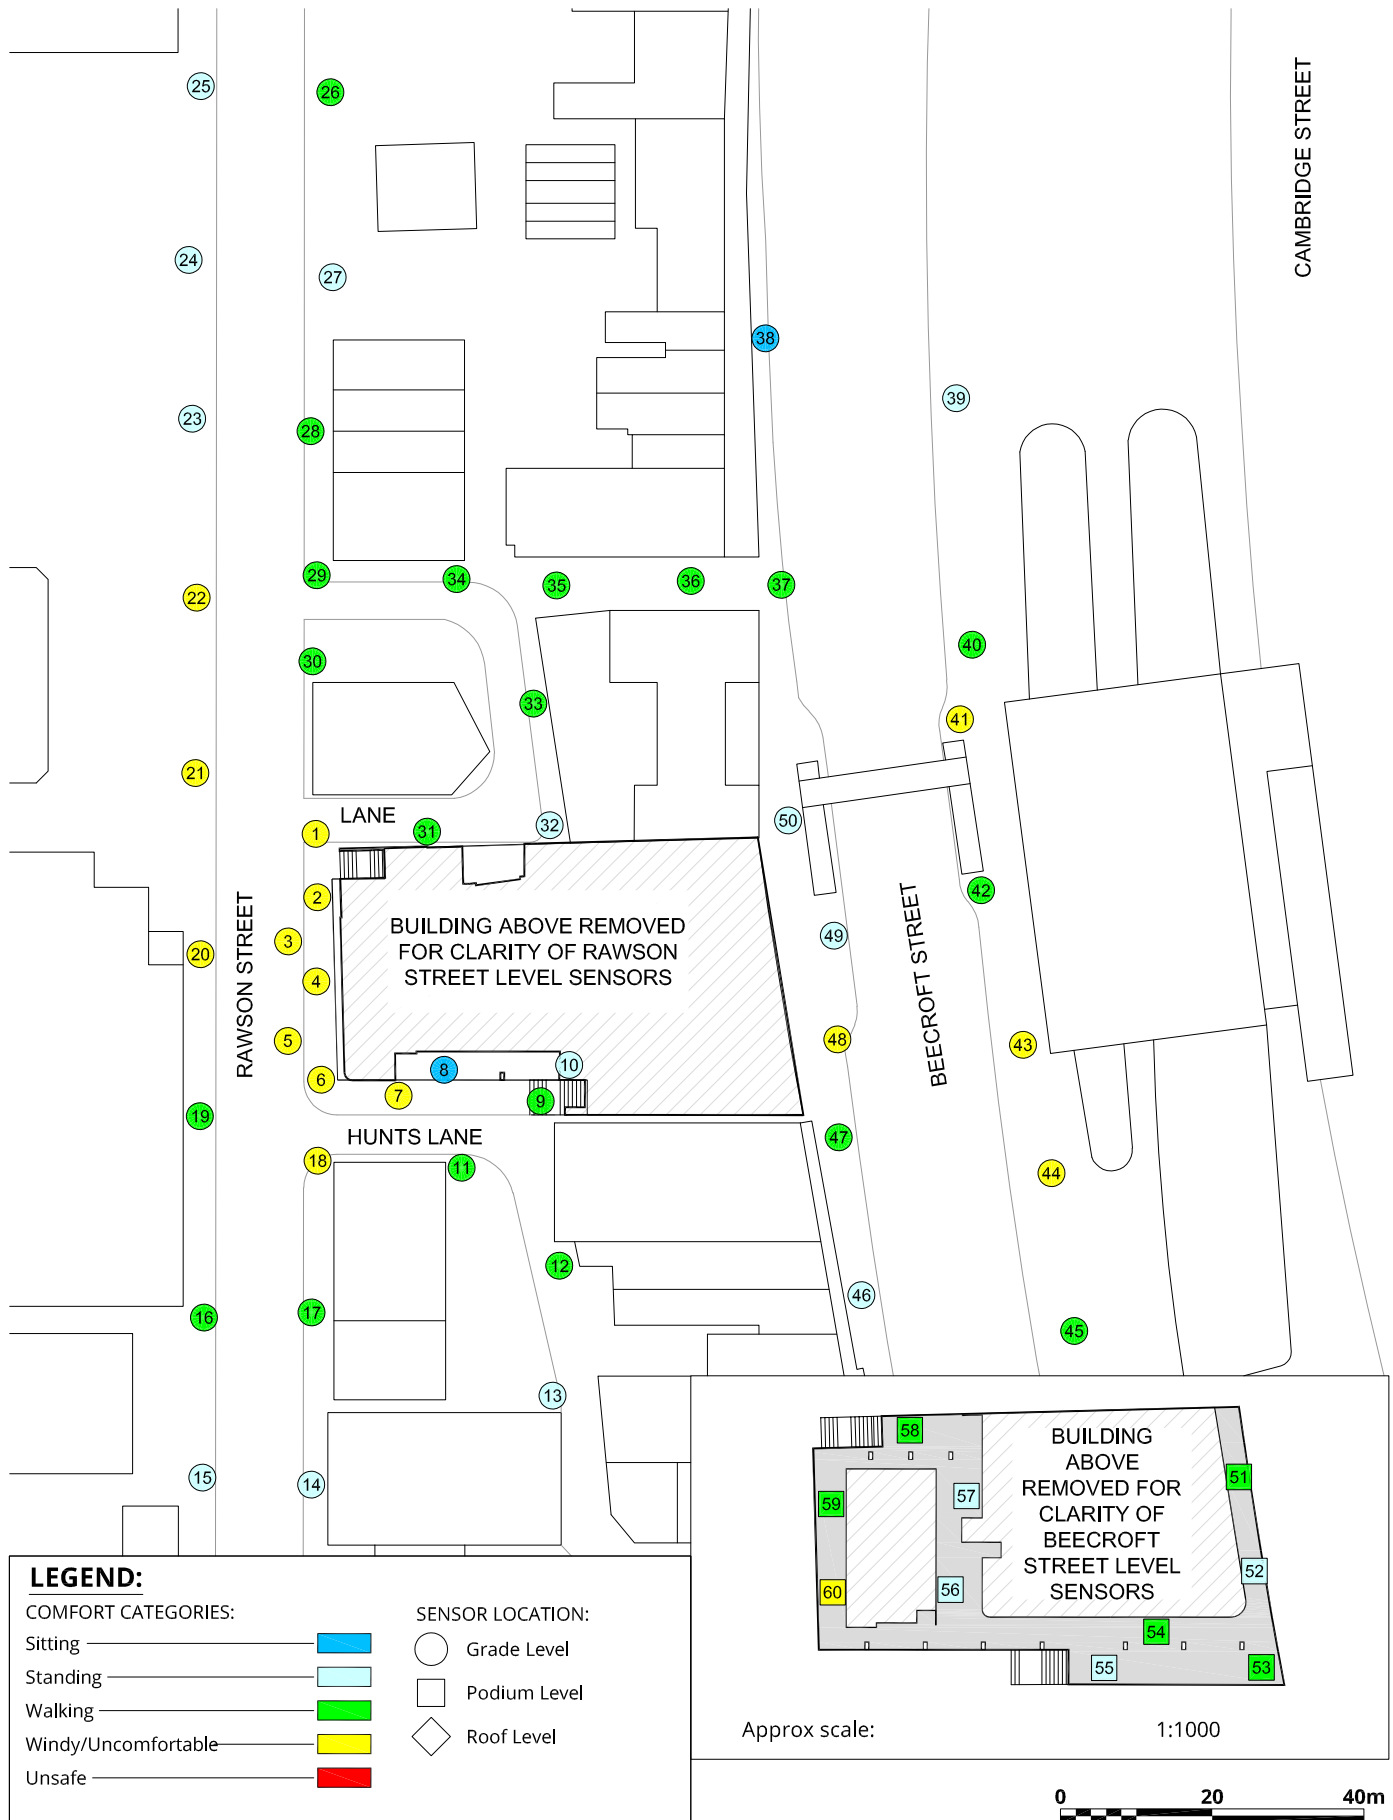 25
26
CAMBRIDGE STREET
24
27
38
39
23
28
29
34
35
36
37
22
30
40
33
41
21
LANE
32
50
1
31
42
2
RAWSON STREET
BUILDING ABOVE REMOVED
FOR CLARITY OF RAWSON
STREET LEVEL SENSORS
BEECROFT STREET
3
49
20
4
5
48
43
6
8
10
7
9
19
HUNTS LANE
47
18
11
44
12
46
16
17
45
13
15
14
58
BUILDING
ABOVE
REMOVED FOR
CLARITY OF
BEECROFT
STREET LEVEL
SENSORS
51
57
59
52
56
60
54
55
53
Approx scale: 1:1000
LEGEND:
COMFORT CATEGORIES:
Sitting
Standing
Walking
Windy/Uncomfortable
Unsafe
SENSOR LOCATION:
Grade Level
Podium Level
Roof Level
0 20 40m